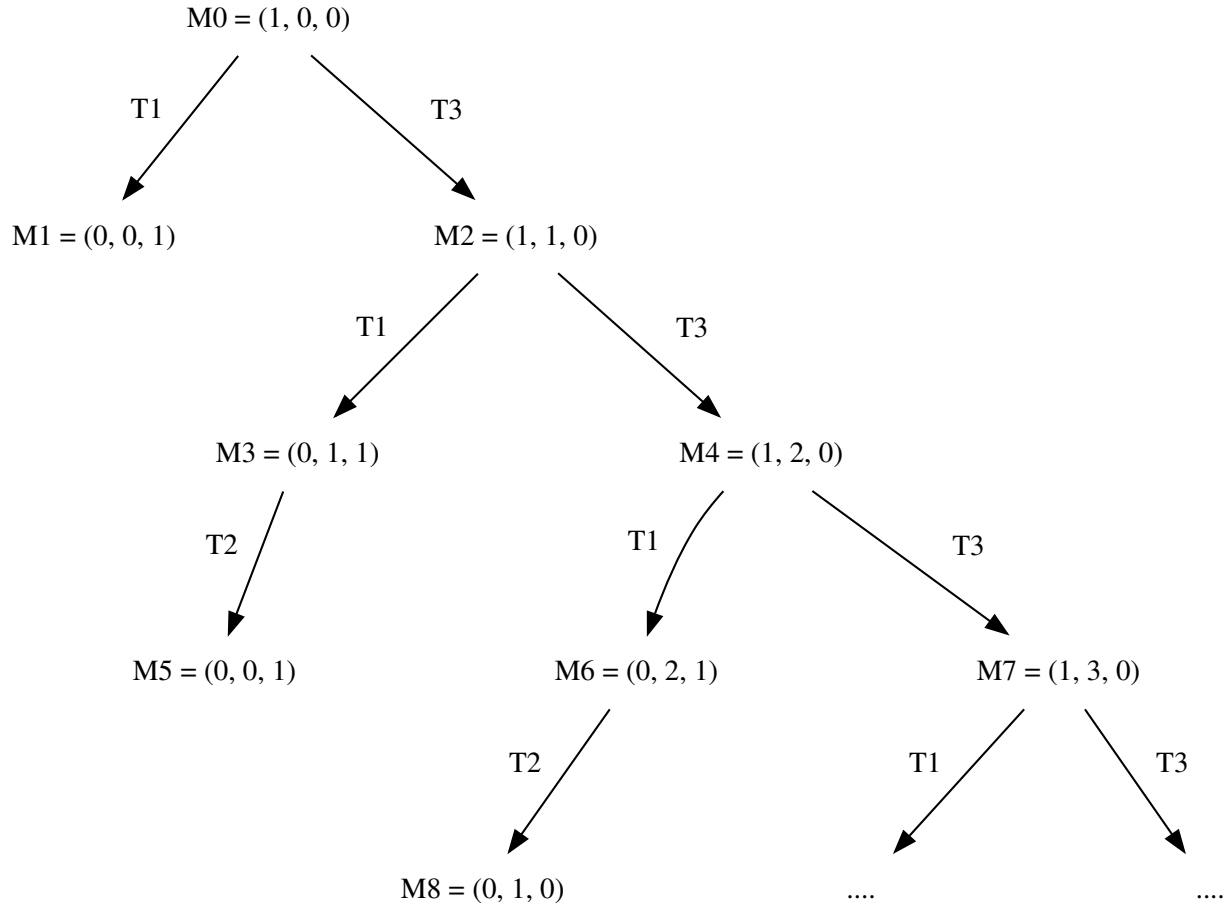 M0 = (1, 0, 0)
T1
T3
M1 = (0, 0, 1)
M2 = (1, 1, 0)
T1
T3
M3 = (0, 1, 1)
M4 = (1, 2, 0)
T2
T1
T3
M5 = (0, 0, 1)
M6 = (0, 2, 1)
M7 = (1, 3, 0)
T2
T1
T3
M8 = (0, 1, 0)
....
....